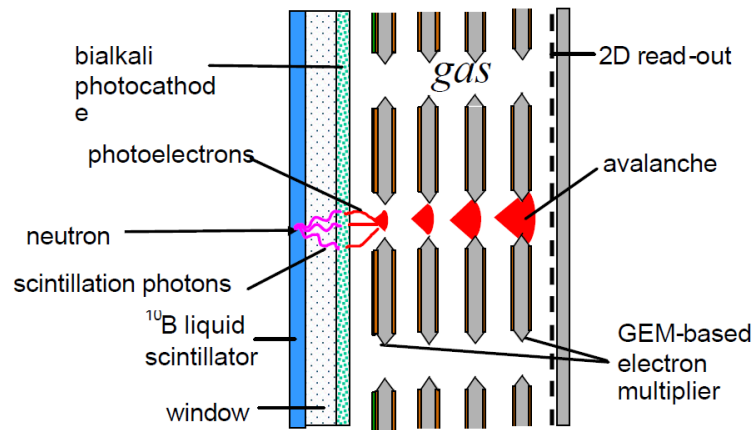 bialkali
photocathod
e
photoelectrons
neutron
scintillation photons
¹⁰B liquid
scintillator
window
gas
2D read-out
avalanche
GEM-based
electron
multiplier